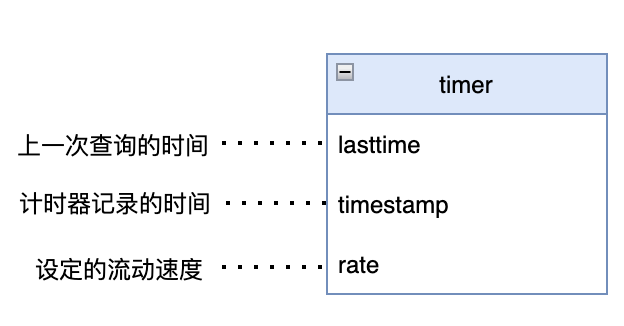 timer
上一次查询的时间 lasttime
计时器记录的时间 timestamp
设定的流动速度 rate